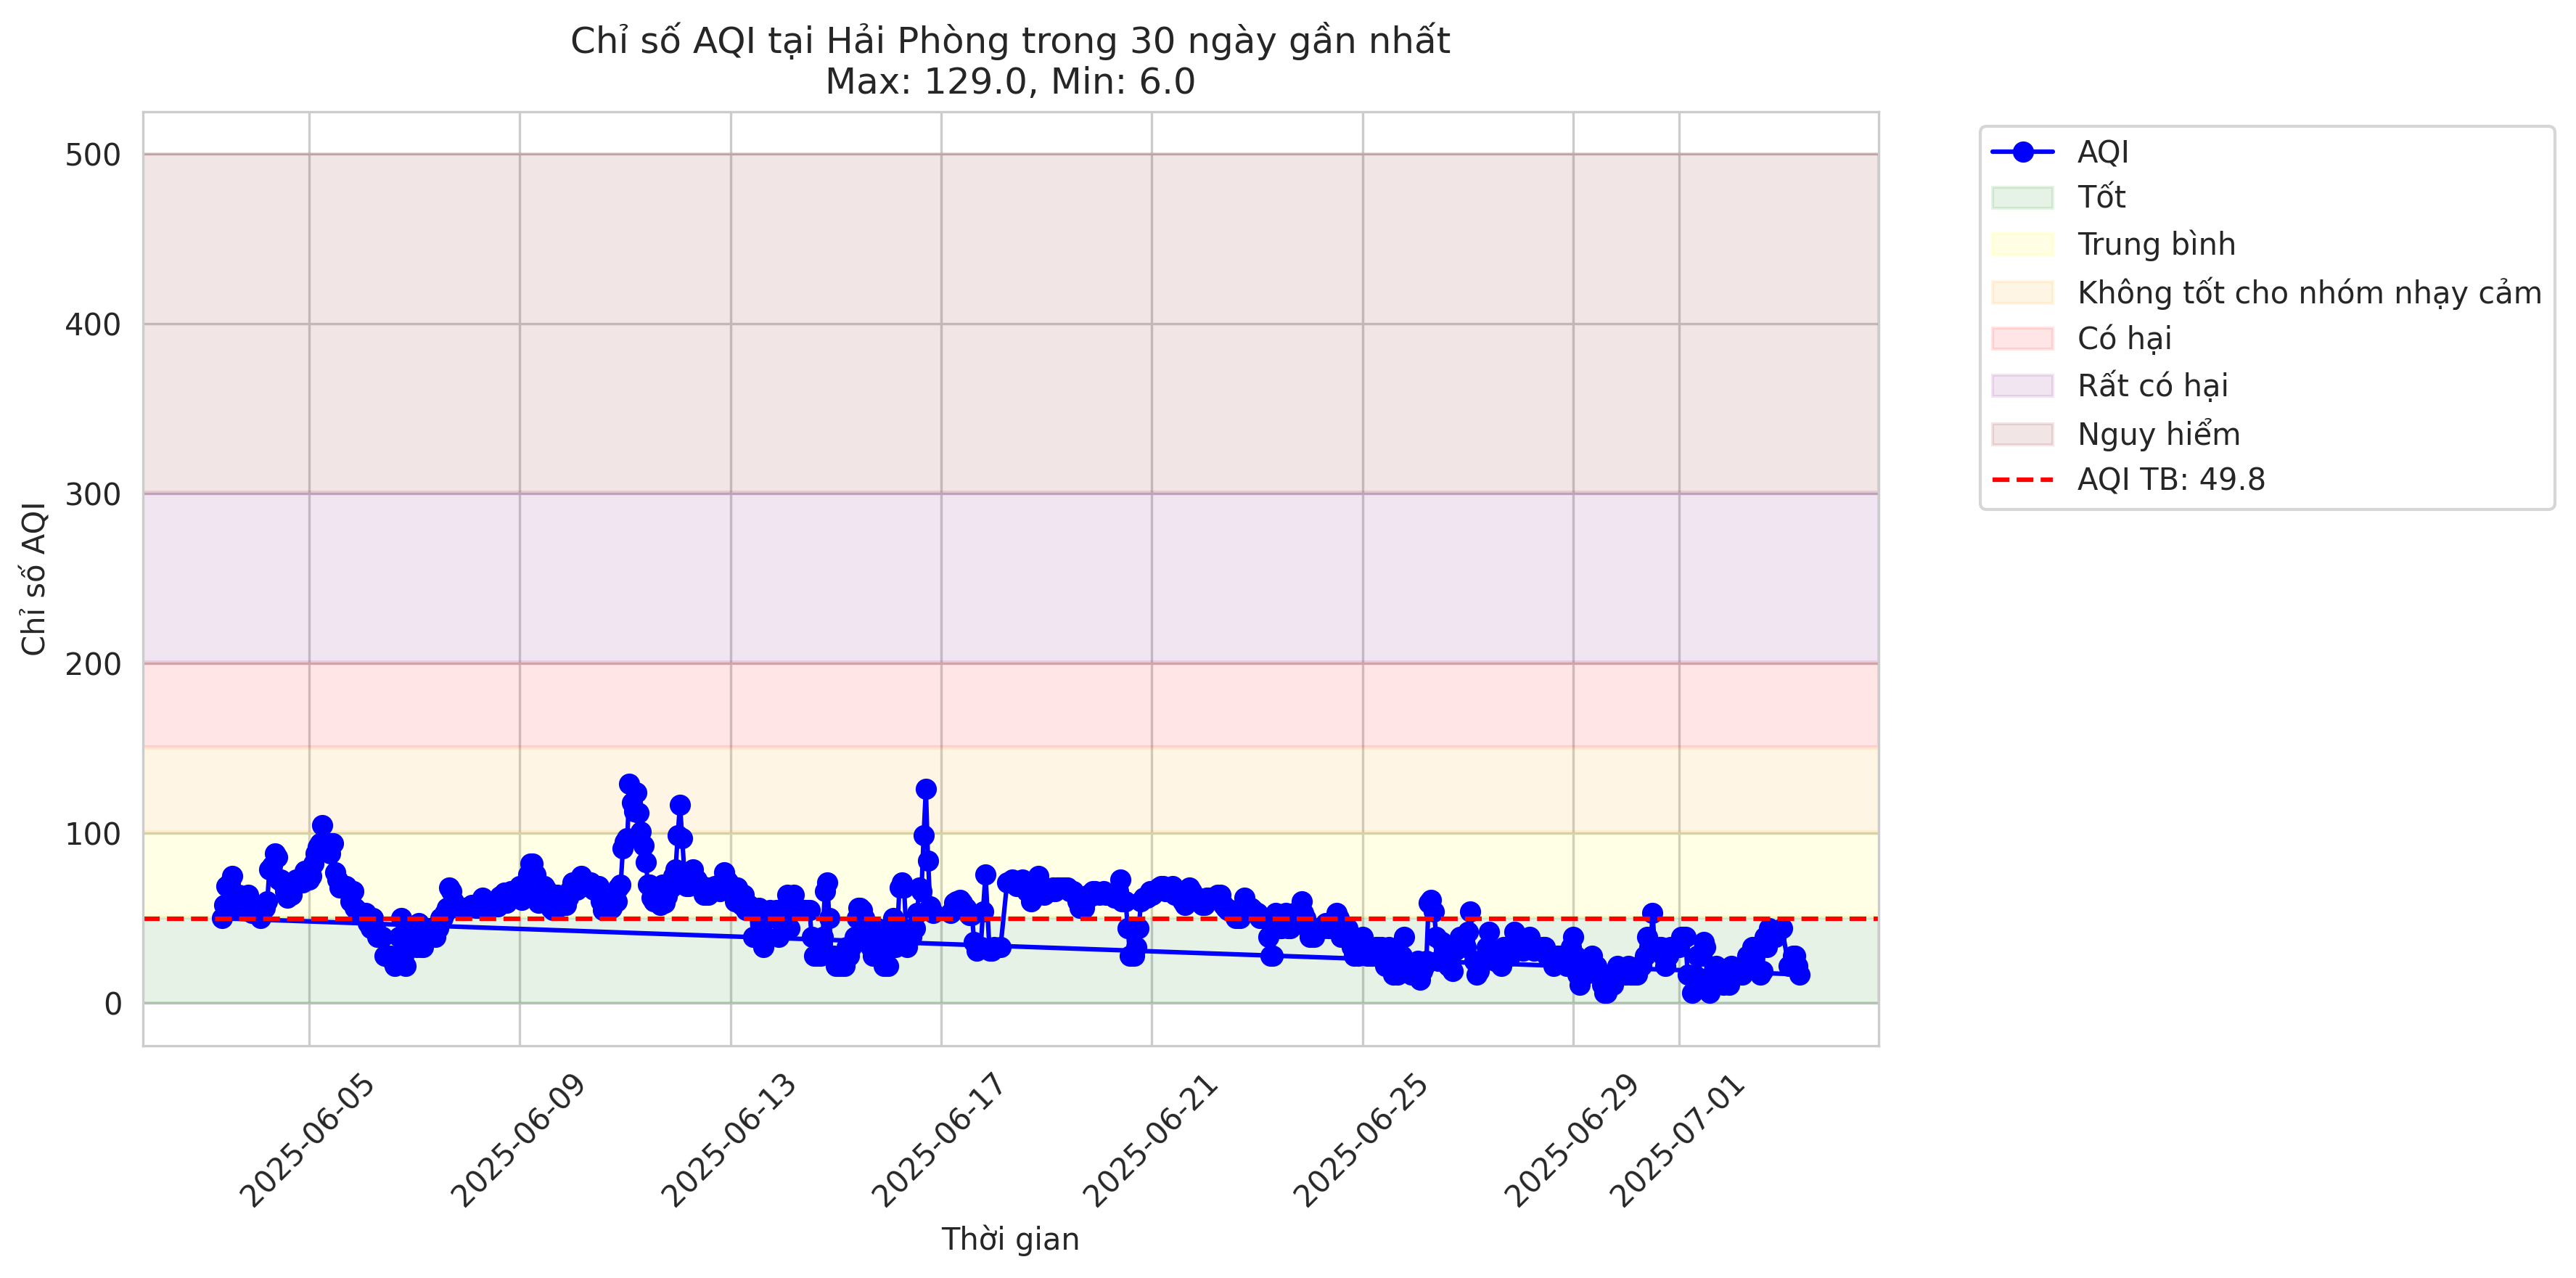 Chỉ số AQI tại Hải Phòng trong 30 ngày gần nhất
Max: 129.0, Min: 6.0
Chỉ số AQI
500
400
300
200
100
0
2025-06-05
2025-06-09
2025-06-13
2025-06-17
2025-06-21
2025-06-25
2025-06-29
2025-07-01
Thời gian
AQI
Tốt
Trung bình
Không tốt cho nhóm nhạy cảm
Có hại
Rất có hại
Nguy hiểm
AQI TB: 49.8